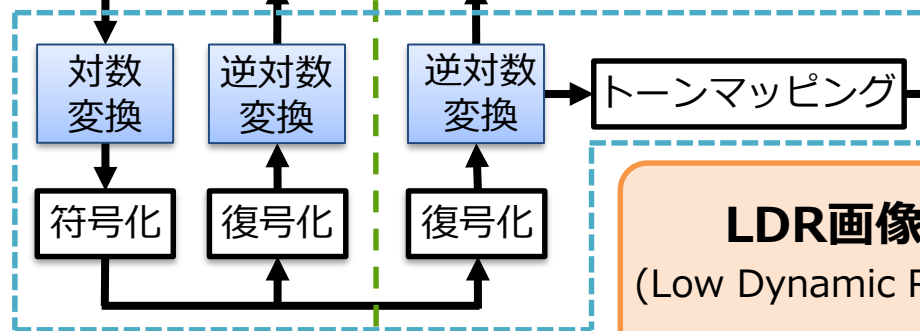 対数
変換
逆対数
変換
逆対数
変換
トーンマッピング
符号化
復号化
復号化
LDR画像
(Low Dynamic